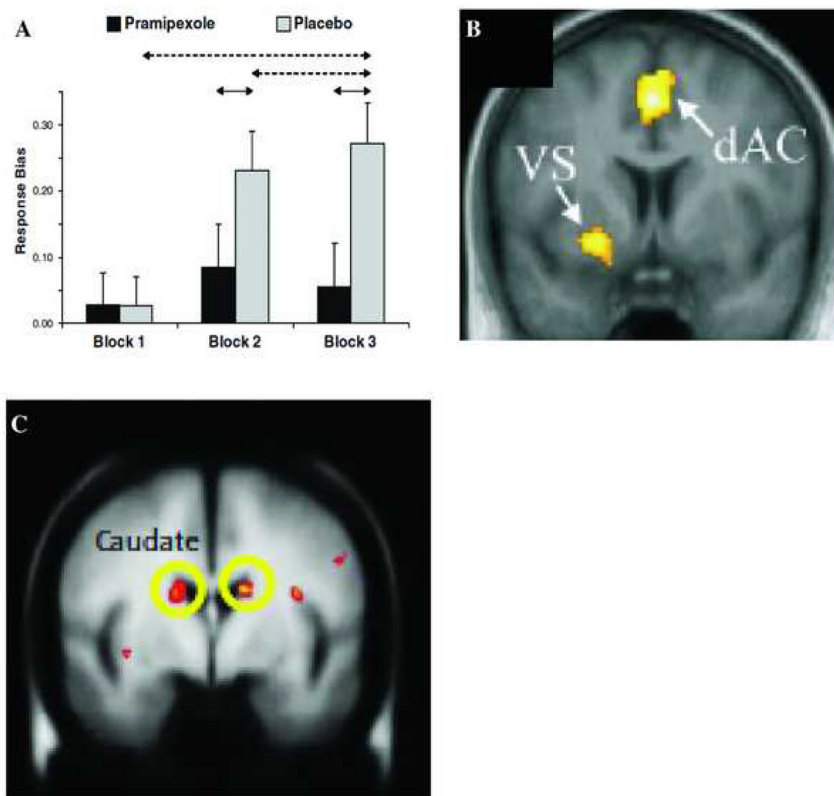 A
Pramipexole
Placebo
Response Bias
0.30
0.20
0.10
0.00
Block 1
Block 2
Block 3
B
VS
dAC
C
Caudate